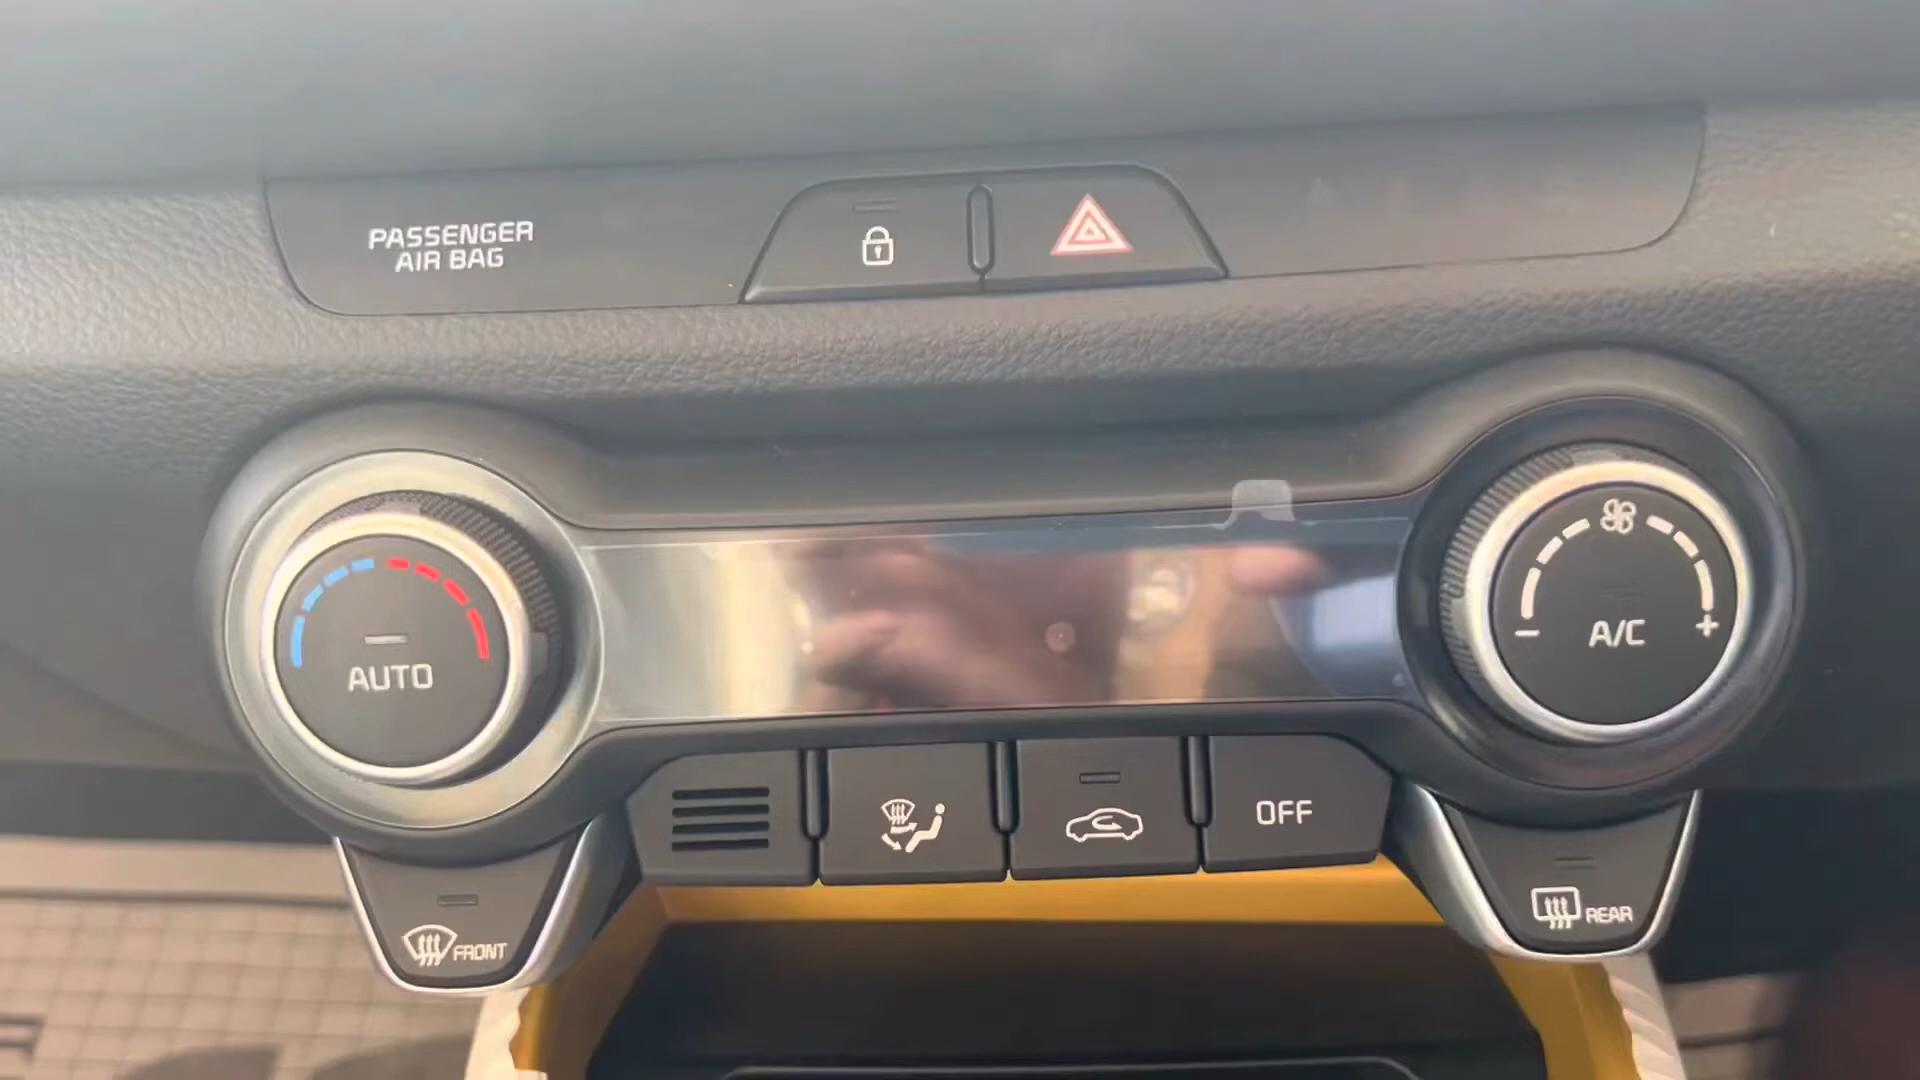 PASSENGER
AIR BAG
AUTO
A/C
- +
OFF
FRONT
REAR